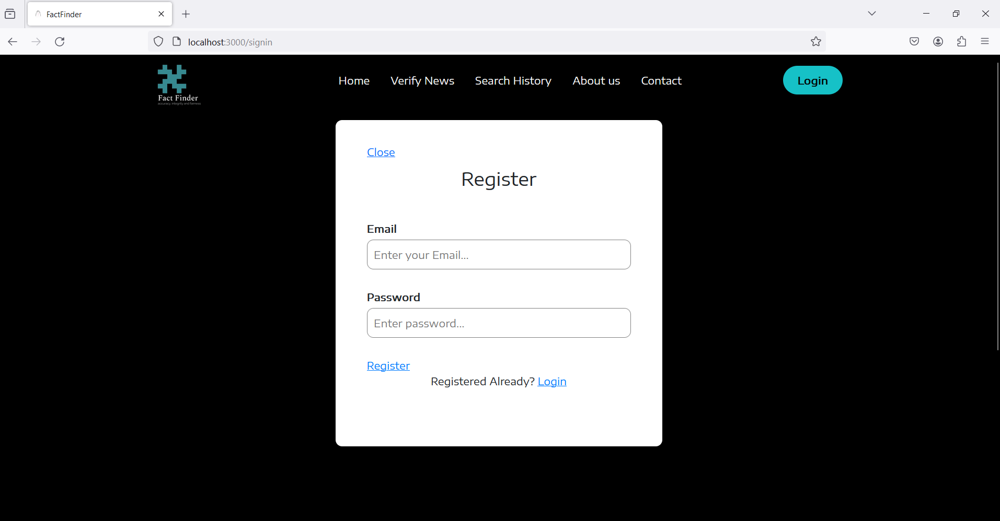 FactFinder
localhost:3000/signin
Home Verify News Search History About us Contact Login
Fact Finder
accuracy, integrity and fairness
Close
Register
Email
Enter your Email...
Password
Enter password...
Register
Registered Already? Login